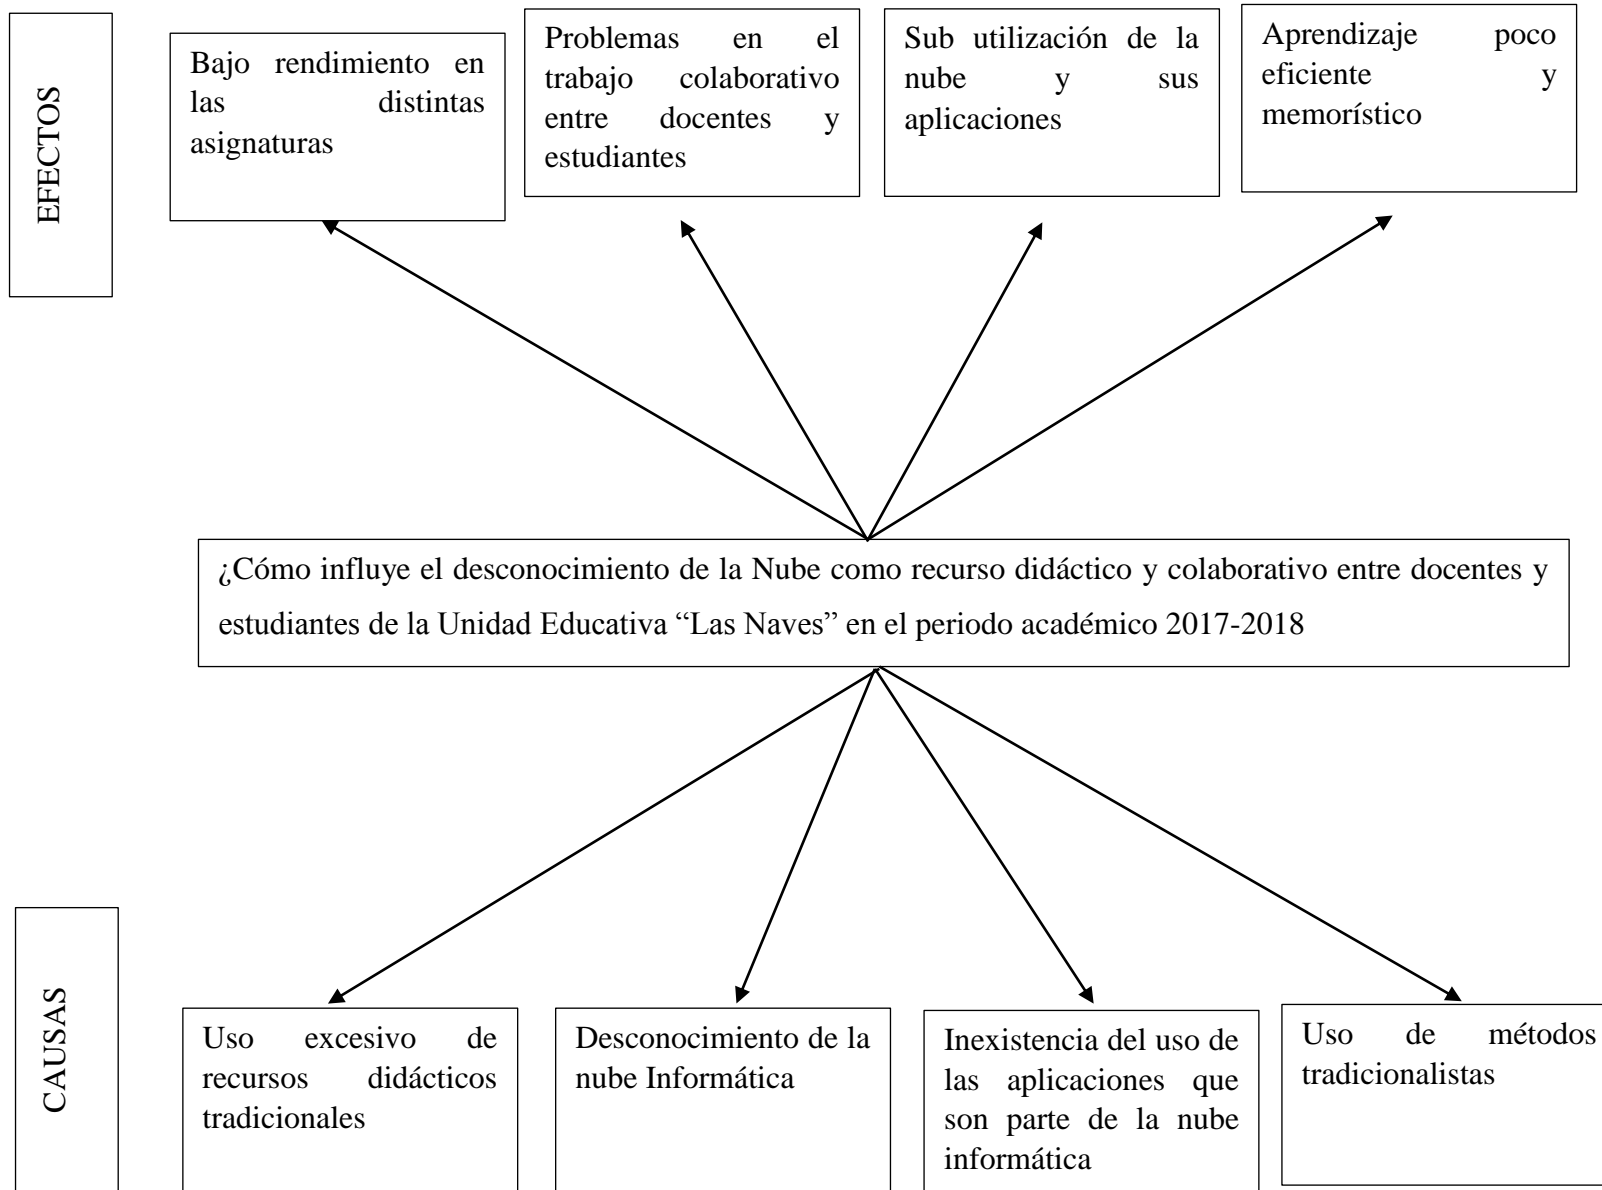 EFECTOS
Bajo rendimiento en
las distintas
asignaturas
Problemas en el
trabajo colaborativo
entre docentes y
estudiantes
Sub utilización de la
nube y sus
aplicaciones
Aprendizaje poco
eficiente y
memorístico
¿Cómo influye el desconocimiento de la Nube como recurso didáctico y colaborativo entre docentes y
estudiantes de la Unidad Educativa “Las Naves” en el periodo académico 2017-2018
CAUSAS
Uso excesivo de
recursos didácticos
tradicionales
Desconocimiento de la
nube Informática
Inexistencia del uso de
las aplicaciones que
son parte de la nube
informática
Uso de métodos
tradicionalistas